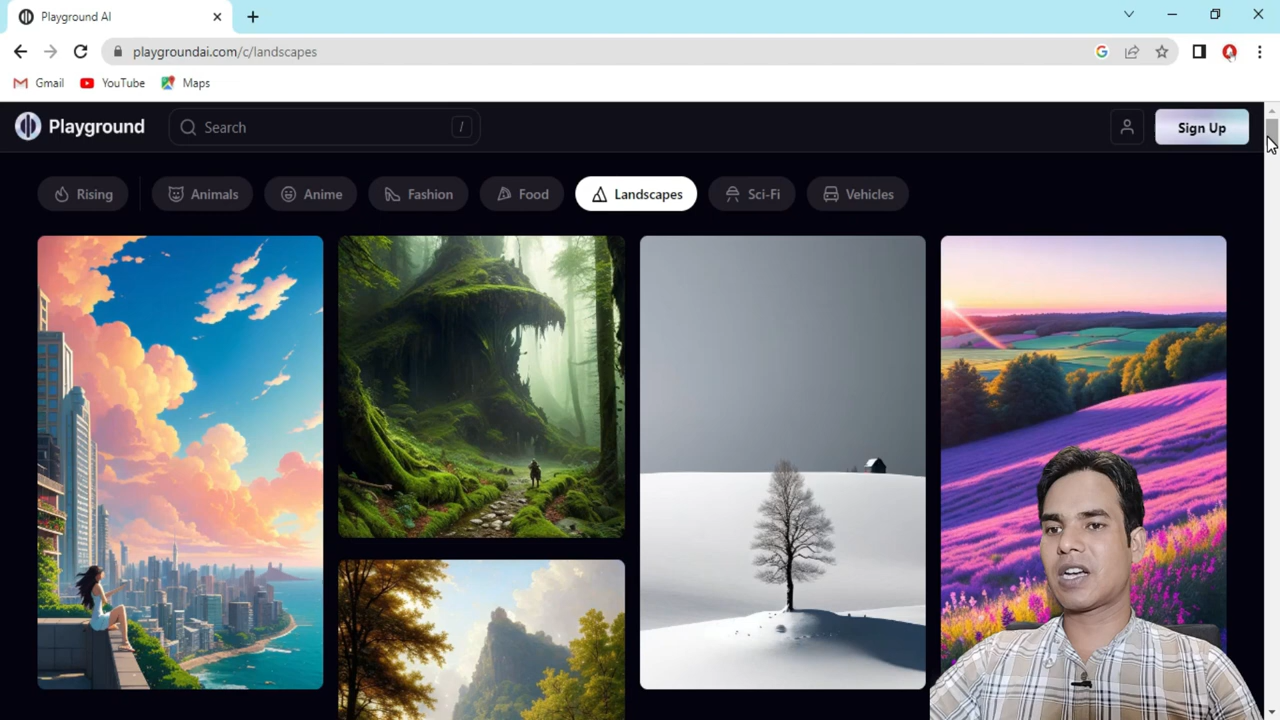 Playground AI
playgroundai.com/c/landscapes
Gmail YouTube Maps
Playground Search / Sign Up
Rising Animals Anime Fashion Food Landscapes Sci-Fi Vehicles